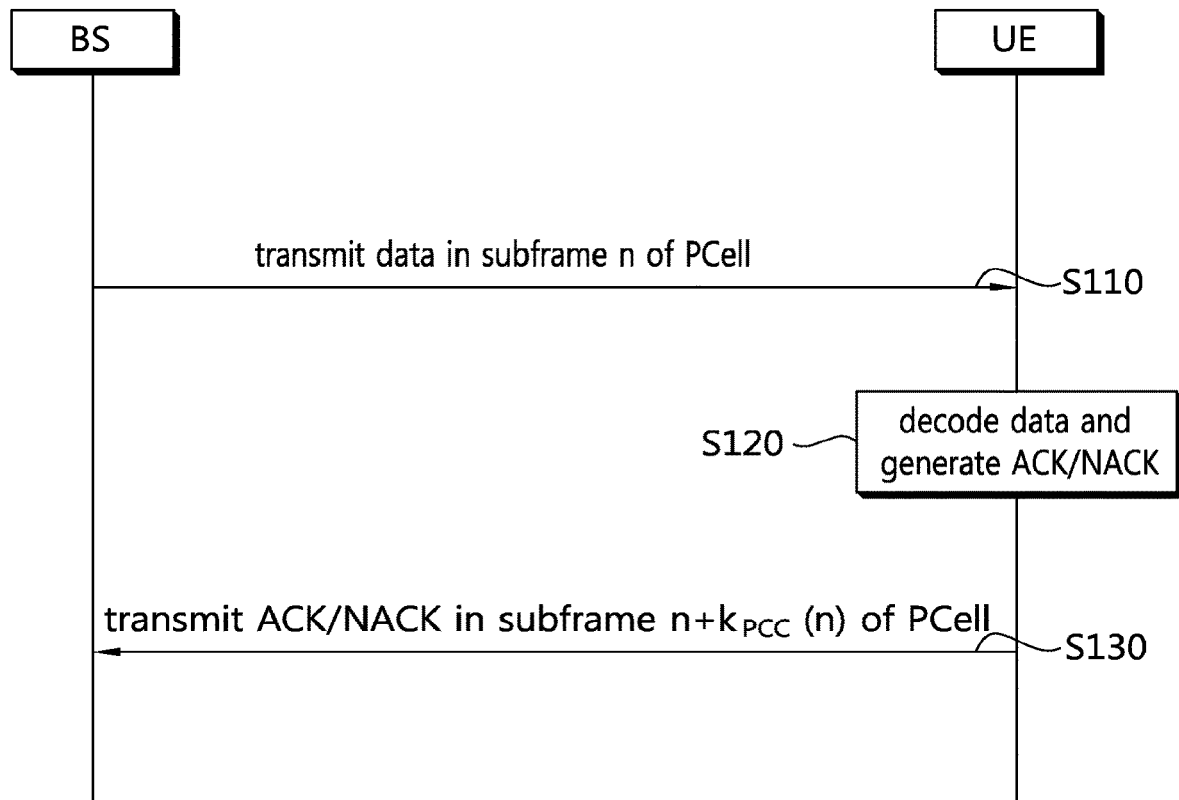 BS
UE
transmit data in subframe n of PCell
S110
S120
decode data and
generate ACK/NACK
transmit ACK/NACK in subframe n+kPCC (n) of PCell
S130